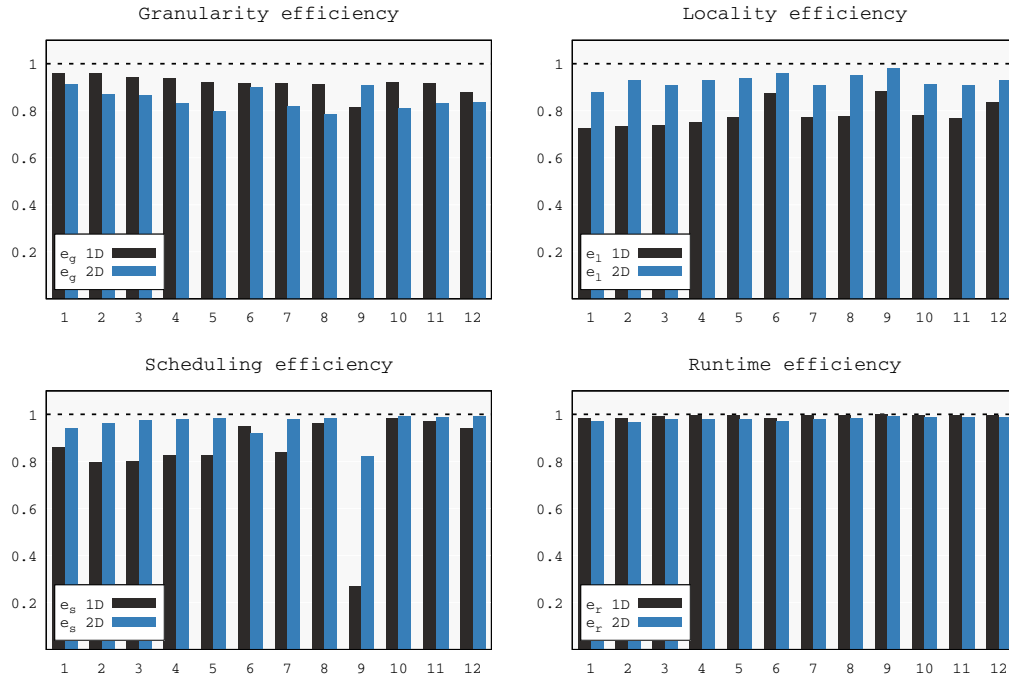 Granularity efficiency
1
0.8
0.6
0.4
0.2
e_g 1D
e_g 2D
1 2 3 4 5 6 7 8 9 10 11 12
Locality efficiency
1
0.8
0.6
0.4
0.2
e_l 1D
e_l 2D
1 2 3 4 5 6 7 8 9 10 11 12
Scheduling efficiency
1
0.8
0.6
0.4
0.2
e_s 1D
e_s 2D
1 2 3 4 5 6 7 8 9 10 11 12
Runtime efficiency
1
0.8
0.6
0.4
0.2
e_r 1D
e_r 2D
1 2 3 4 5 6 7 8 9 10 11 12